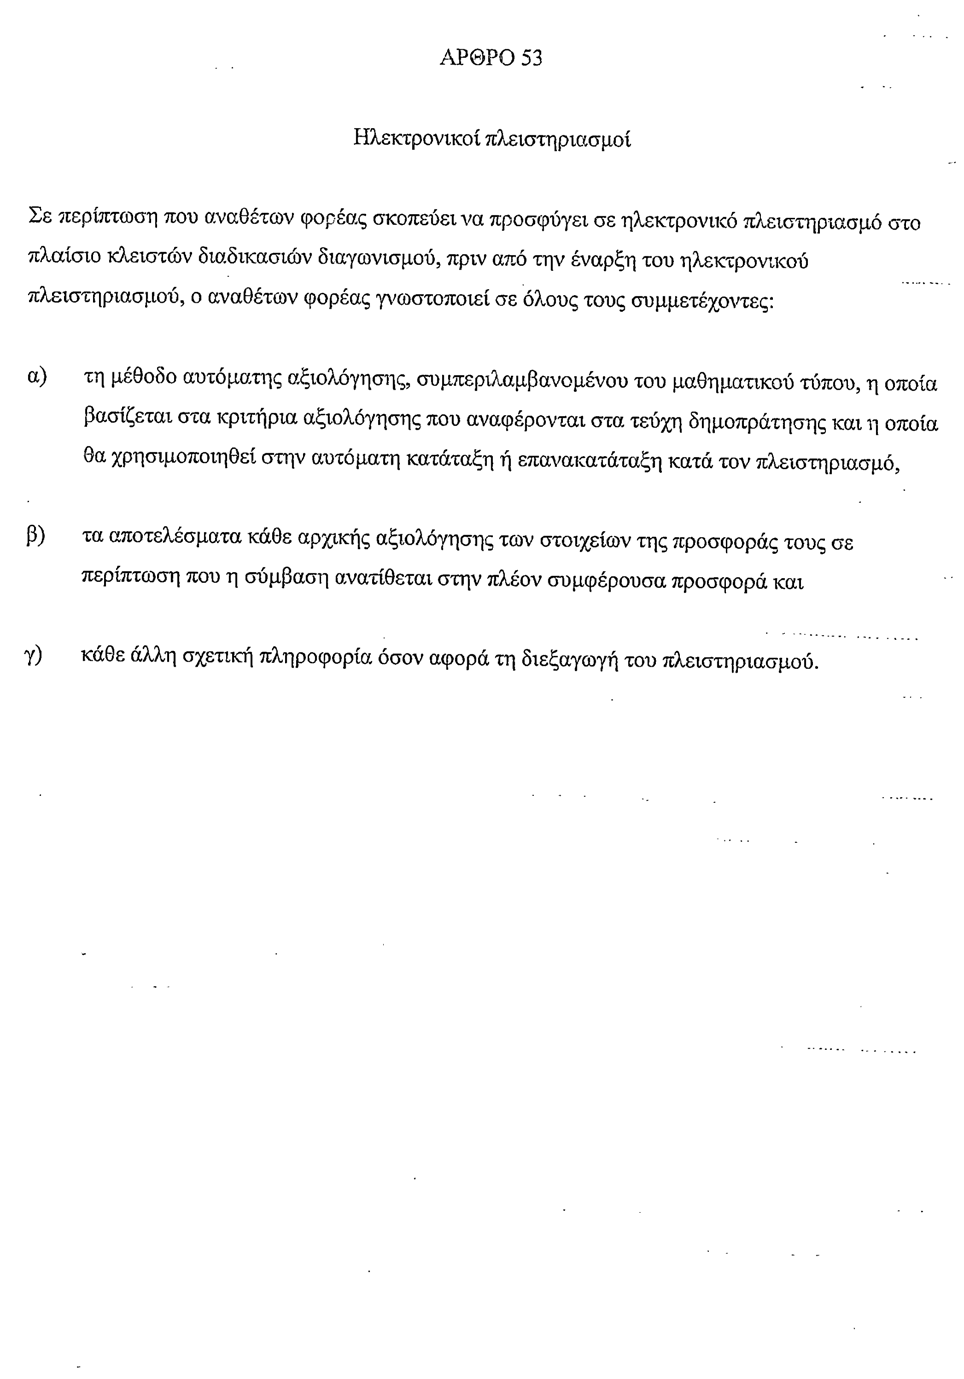 ΑΡΘΡΟ 53
Ηλεκτρονικοί πλειστηριασμοί
Σε περίπτωση που αναθέτων φορέας σκοπεύει να προσφύγει σε ηλεκτρονικό πλειστηριασμό στο
πλαίσιο κλειστών διαδικασιών διαγωνισμού, πριν από την έναρξη του ηλεκτρονικού
πλειστηριασμού, ο αναθέτων φορέας γνωστοποιεί σε όλους τους συμμετέχοντες:
α) τη μέθοδο αυτόματης αξιολόγησης, συμπεριλαμβανομένου του μαθηματικού τύπου, η οποία
βασίζεται στα κριτήρια αξιολόγησης που αναφέρονται στα τεύχη δημοπράτησης και η οποία
θα χρησιμοποιηθεί στην αυτόματη κατάταξη ή επανακατάταξη κατά τον πλειστηριασμό,
β) τα αποτελέσματα κάθε αρχικής αξιολόγησης των στοιχείων της προσφοράς τους σε
περίπτωση που η σύμβαση ανατίθεται στην πλέον συμφέρουσα προσφορά και
γ) κάθε άλλη σχετική πληροφορία όσον αφορά τη διεξαγωγή του πλειστηριασμού.